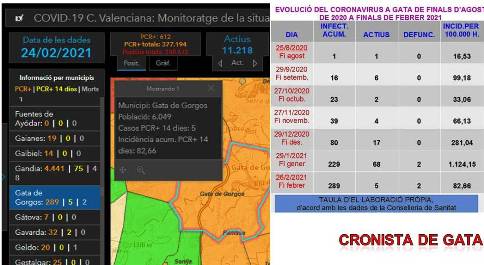 COVID-19 C. Valenciana: Monitoratge de la situa
Data de les dades
24/02/2021
PCR+: 612
PCR+ totals: 377.194
Actius
11.218
Posit.
Gràf.
Act.
Informació per municipis
PCR+ | PCR+ 14 dies | Morts
1
Fuentes de
Ayódar: 0 | 0 | 0
Gaianes: 19 | 0 | 0
Gaibiel: 14 | 0 | 0
Gandia: 4.441 | 75 | 4
8
Gata de
Gorgos: 289 | 5 | 2
Gátova: 7 | 0 | 0
Gavarda: 32 | 2 | 0
Geldo: 20 | 0 | 1
Gestalgar: 25 | 0 | 0
Mostrando 1
Municipi: Gata de Gorgos
Població: 6.049
Casos PCR+ 14 dies: 5
Incidència acum. PCR+ 14
dies: 82,66
Gata de Gorgos
EVOLUCIÓ DEL CORONAVIRUS A GATA DE FINALS D'AGOST
DE 2020 A FINALS DE FEBRER 2021
DIA INFECT. ACUM. ACTIUS DEFUNC. INCID.PER 100.000 H.
25/8/2020 Fi agost 1 1 0 16,53
29/9/2020 Fi setemb. 16 6 0 99,18
27/10/2020 Fi octub. 23 2 0 33,06
27/11/2020 Fi novemb. 39 4 0 66,13
29/12/2020 Fi des. 80 17 0 281,04
29/1/2021 Fi gener 229 68 2 1.124,15
26/2/2021 Fi febrer 289 5 2 82,66
TAULA D'EL·LABORACIÓ PRÒPIA,
d'acord amb les dades de la Conselleria de Sanitat
CRONISTA DE GATA